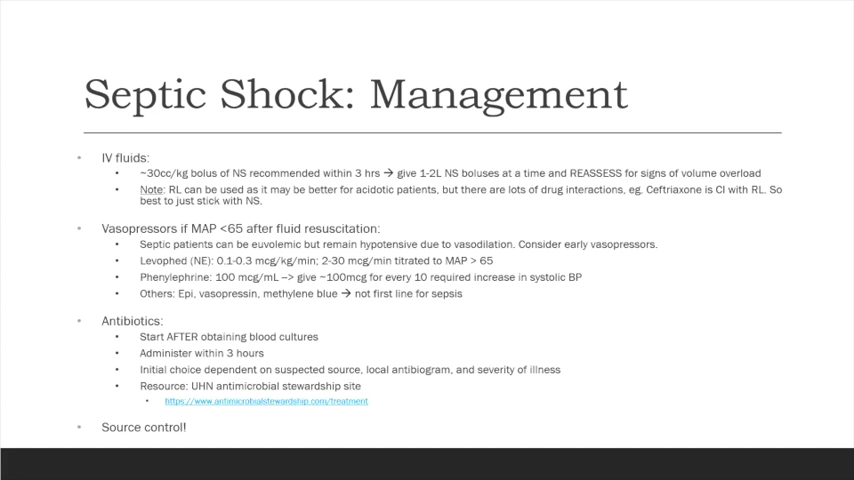 Septic Shock: Management
• IV fluids:
• ~30cc/kg bolus of NS recommended within 3 hrs → give 1-2L NS boluses at a time and REASSESS for signs of volume overload
• Note: RL can be used as it may be better for acidotic patients, but there are lots of drug interactions, eg. Ceftriaxone is CI with RL. So
best to just stick with NS.
• Vasopressors if MAP <65 after fluid resuscitation:
• Septic patients can be euvolemic but remain hypotensive due to vasodilation. Consider early vasopressors.
• Levophed (NE): 0.1-0.3 mcg/kg/min; 2-30 mcg/min titrated to MAP > 65
• Phenylephrine: 100 mcg/mL --> give ~100mcg for every 10 required increase in systolic BP
• Others: Epi, vasopressin, methylene blue → not first line for sepsis
• Antibiotics:
• Start AFTER obtaining blood cultures
• Administer within 3 hours
• Initial choice dependent on suspected source, local antibiogram, and severity of illness
• Resource: UHN antimicrobial stewardship site
• https://www.antimicrobialstewardship.com/treatment
• Source control!